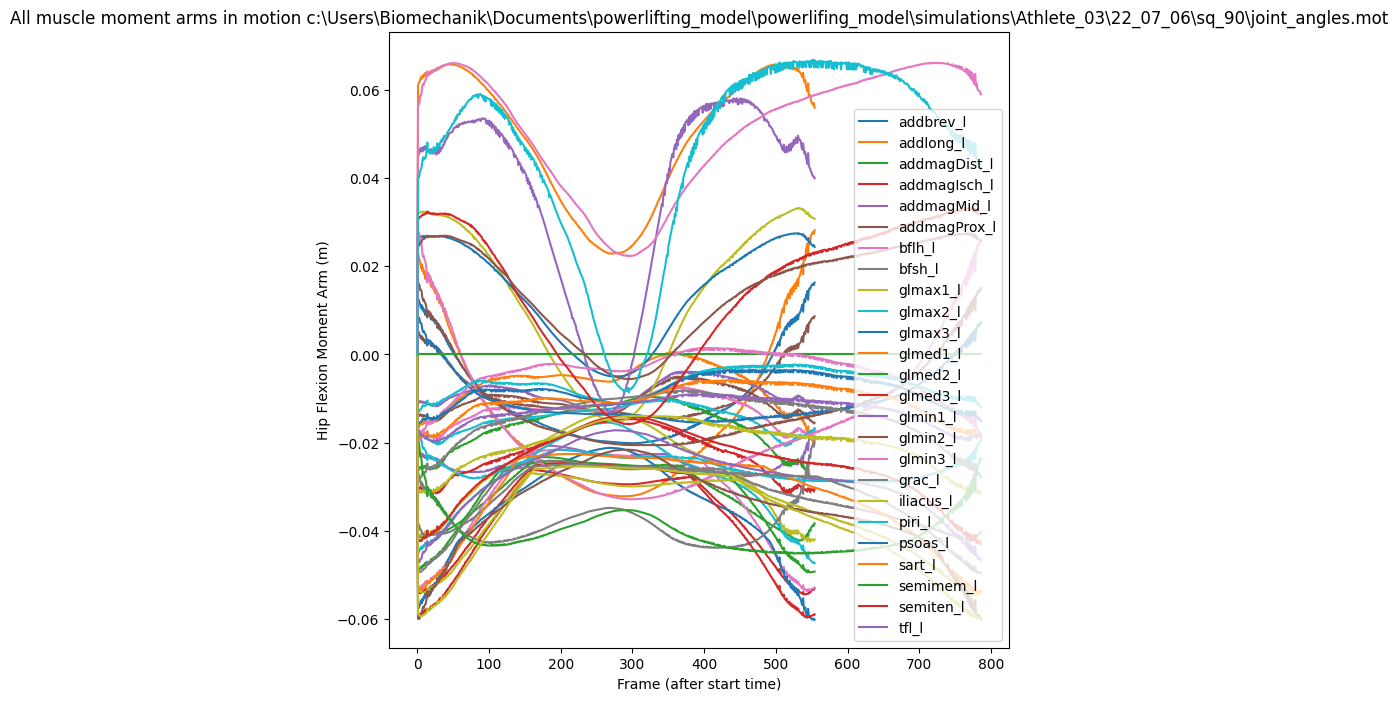 All muscle moment arms in motion c:\Users\Biomechanik\Documents\powerlifting_model\powerlifing_model\simulations\Athlete_03\22_07_06\sq_90\joint_angles.mot
Hip Flexion Moment Arm (m)
0.06
0.04
0.02
0.00
−0.02
−0.04
−0.06
0 100 200 300 400 500 600 700 800
Frame (after start time)
addbrev_l
addlong_l
addmagDist_l
addmagIsch_l
addmagMid_l
addmagProx_l
bflh_l
bfsh_l
glmax1_l
glmax2_l
glmax3_l
glmed1_l
glmed2_l
glmed3_l
glmin1_l
glmin2_l
glmin3_l
grac_l
iliacus_l
piri_l
psoas_l
sart_l
semimem_l
semiten_l
tfl_l